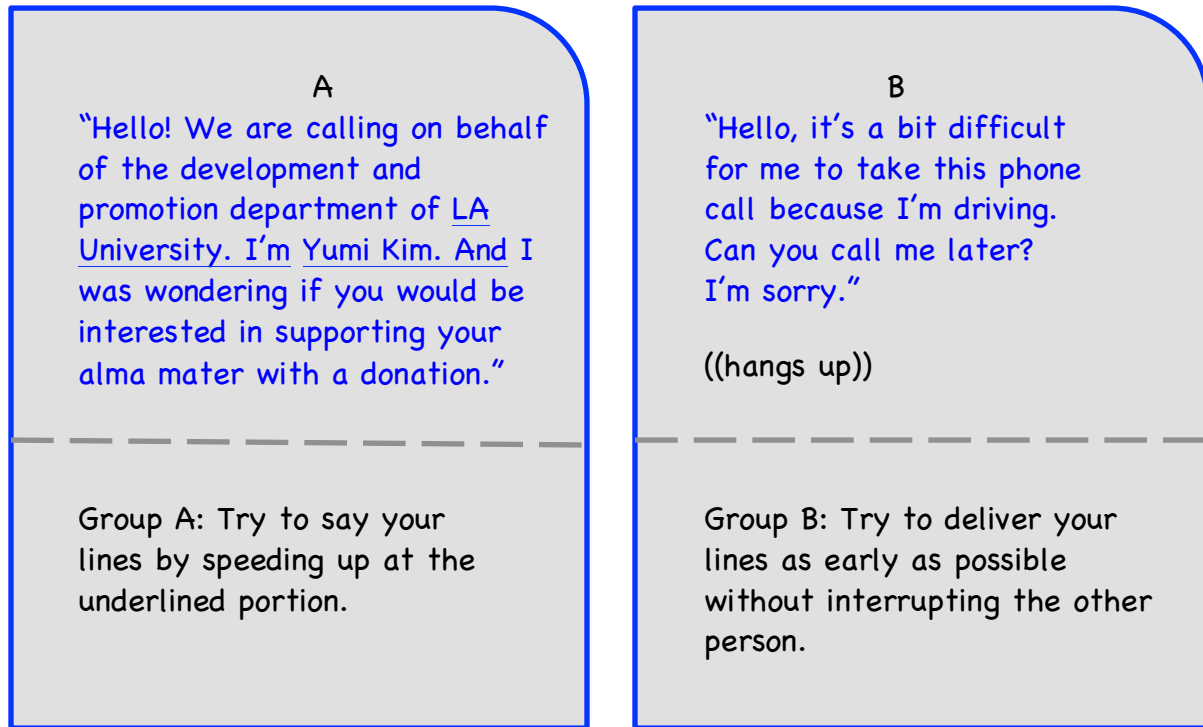 A
“Hello! We are calling on behalf
of the development and
promotion department of LA
University. I’m Yumi Kim. And I
was wondering if you would be
interested in supporting your
alma mater with a donation.”
Group A: Try to say your
lines by speeding up at the
underlined portion.
B
“Hello, it’s a bit difficult
for me to take this phone
call because I’m driving.
Can you call me later?
I’m sorry.”
((hangs up))
Group B: Try to deliver your
lines as early as possible
without interrupting the other
person.